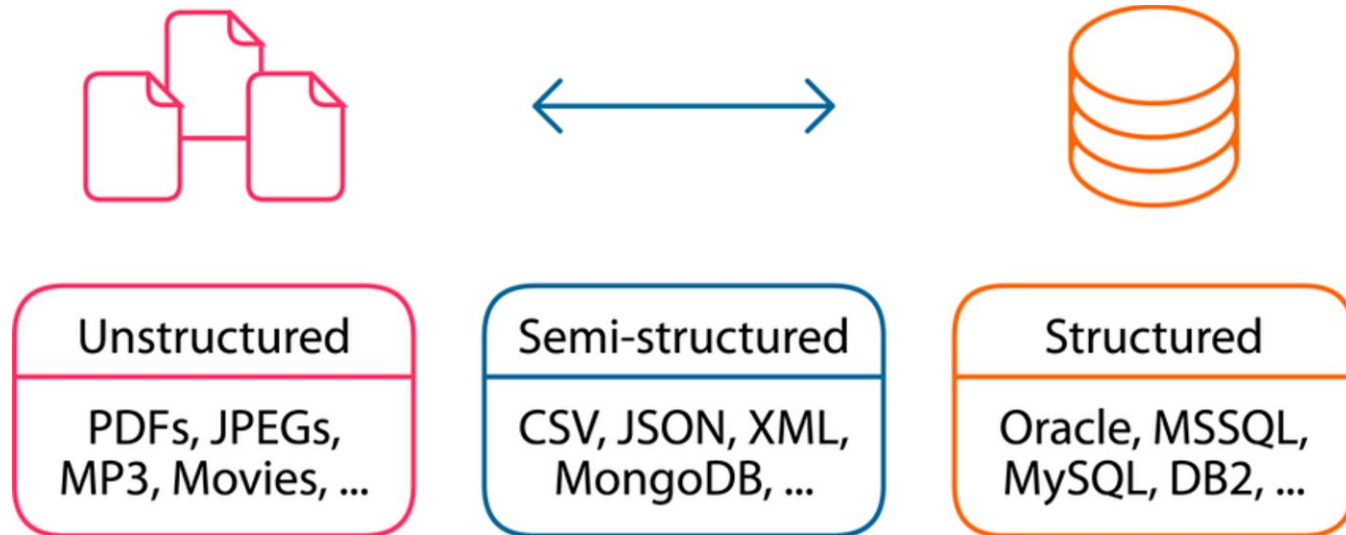 Unstructured
PDFs, JPEGs,
MP3, Movies, ...
Semi-structured
CSV, JSON, XML,
MongoDB, ...
Structured
Oracle, MSSQL,
MySQL, DB2, ...